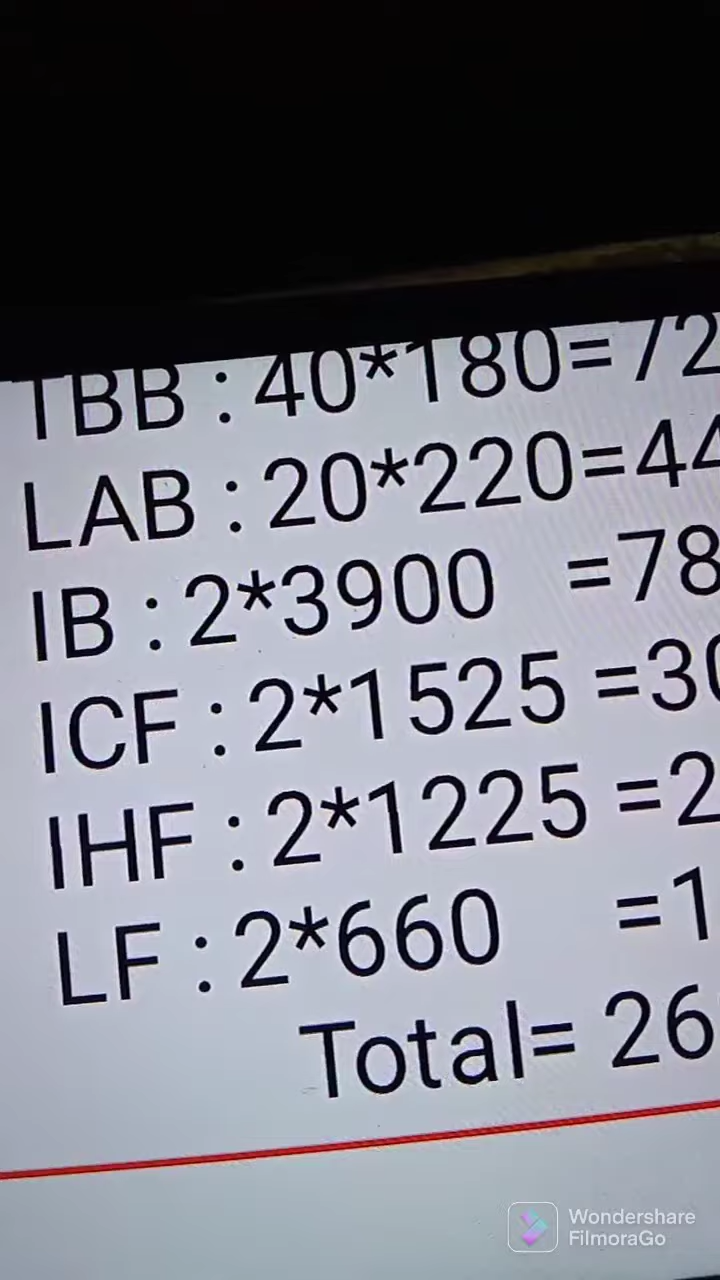 TBB : 40*180=72
LAB : 20*220=44
IB : 2*3900 =78
ICF : 2*1525 =30
IHF : 2*1225 =2
LF : 2*660 =1
Total= 26
Wondershare
FilmoraGo